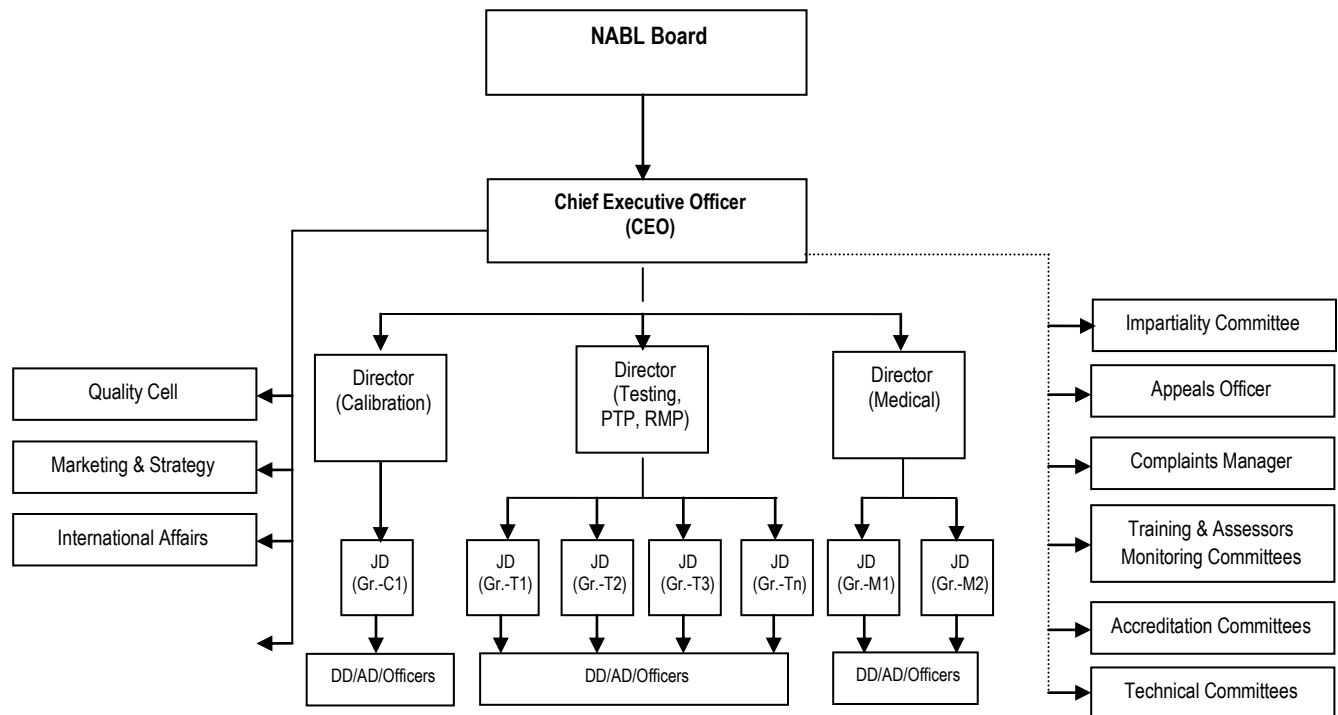 NABL Board
Chief Executive Officer
(CEO)
Impartiality Committee
Director
(Calibration)
Director
(Testing,
PTP, RMP)
Director
(Medical)
Quality Cell
Appeals Officer
Marketing & Strategy
Complaints Manager
International Affairs
Training & Assessors
Monitoring Committees
JD
(Gr.-C1)
JD
(Gr.-T1)
JD
(Gr.-T2)
JD
(Gr.-T3)
JD
(Gr.-Tn)
JD
(Gr.-M1)
JD
(Gr.-M2)
Accreditation Committees
DD/AD/Officers
DD/AD/Officers
DD/AD/Officers
Technical Committees